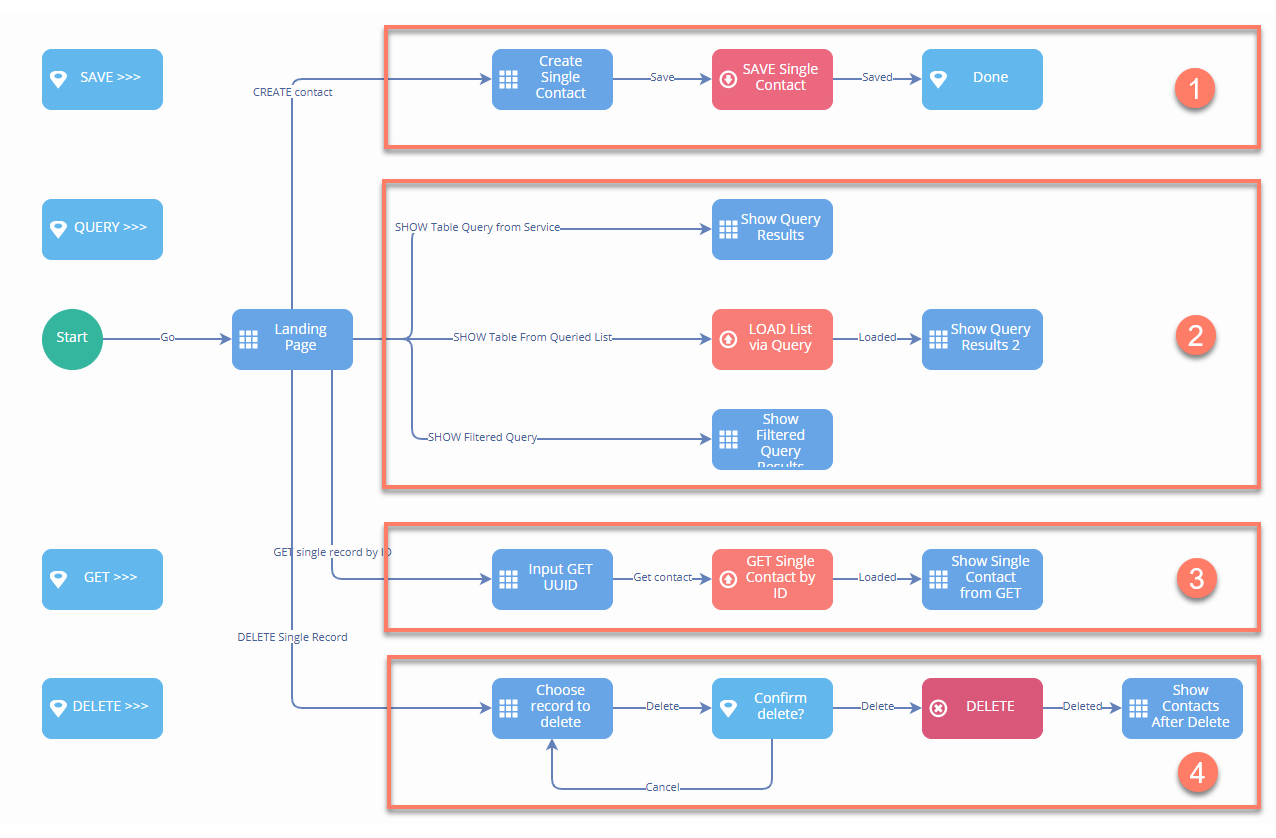 SAVE >>>
CREATE contact
Create
Single
Contact
Save
SAVE Single
Contact
Saved
Done
1
QUERY >>>
SHOW Table Query from Service
Show Query
Results
Start
Go
Landing
Page
SHOW Table From Queried List
LOAD List
via Query
Loaded
Show Query
Results 2
2
SHOW Filtered Query
Show
Filtered
Query
Results
GET >>>
GET single record by ID
Input GET
UUID
Get contact
GET Single
Contact by
ID
Loaded
Show Single
Contact
from GET
3
DELETE Single Record
DELETE >>>
Choose
record to
delete
Delete
Confirm
delete?
Delete
DELETE
Deleted
Show
Contacts
After Delete
Cancel
4